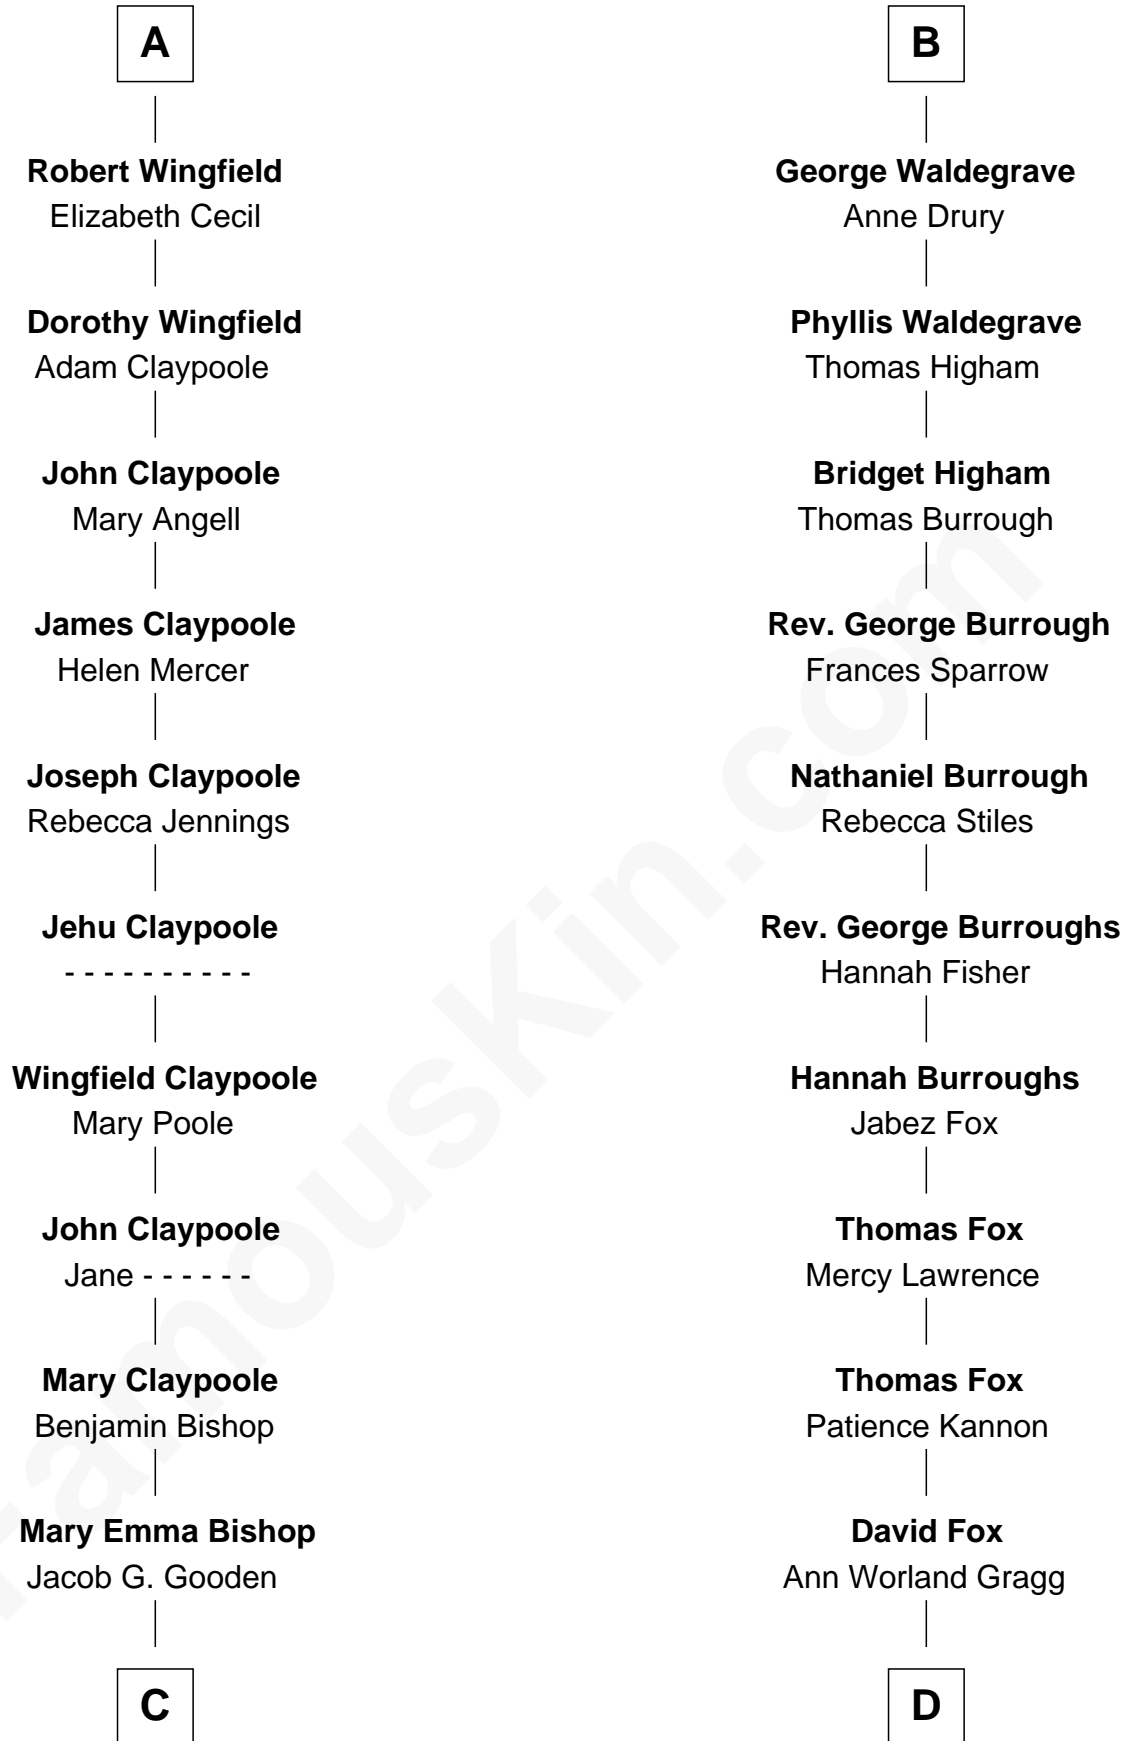 A
Robert Wingfield
Elizabeth Cecil
Dorothy Wingfield
Adam Claypoole
John Claypoole
Mary Angell
James Claypoole
Helen Mercer
Joseph Claypoole
Rebecca Jennings
Jehu Claypoole
- - - - - - - - - -
Wingfield Claypoole
Mary Poole
John Claypoole
Jane - - - - - -
Mary Claypoole
Benjamin Bishop
Mary Emma Bishop
Jacob G. Gooden
C
B
George Waldegrave
Anne Drury
Phyllis Waldegrave
Thomas Higham
Bridget Higham
Thomas Burrough
Rev. George Burrough
Frances Sparrow
Nathaniel Burrough
Rebecca Stiles
Rev. George Burroughs
Hannah Fisher
Hannah Burroughs
Jabez Fox
Thomas Fox
Mercy Lawrence
Thomas Fox
Patience Kannon
David Fox
Ann Worland Gragg
D
FamousKin.com